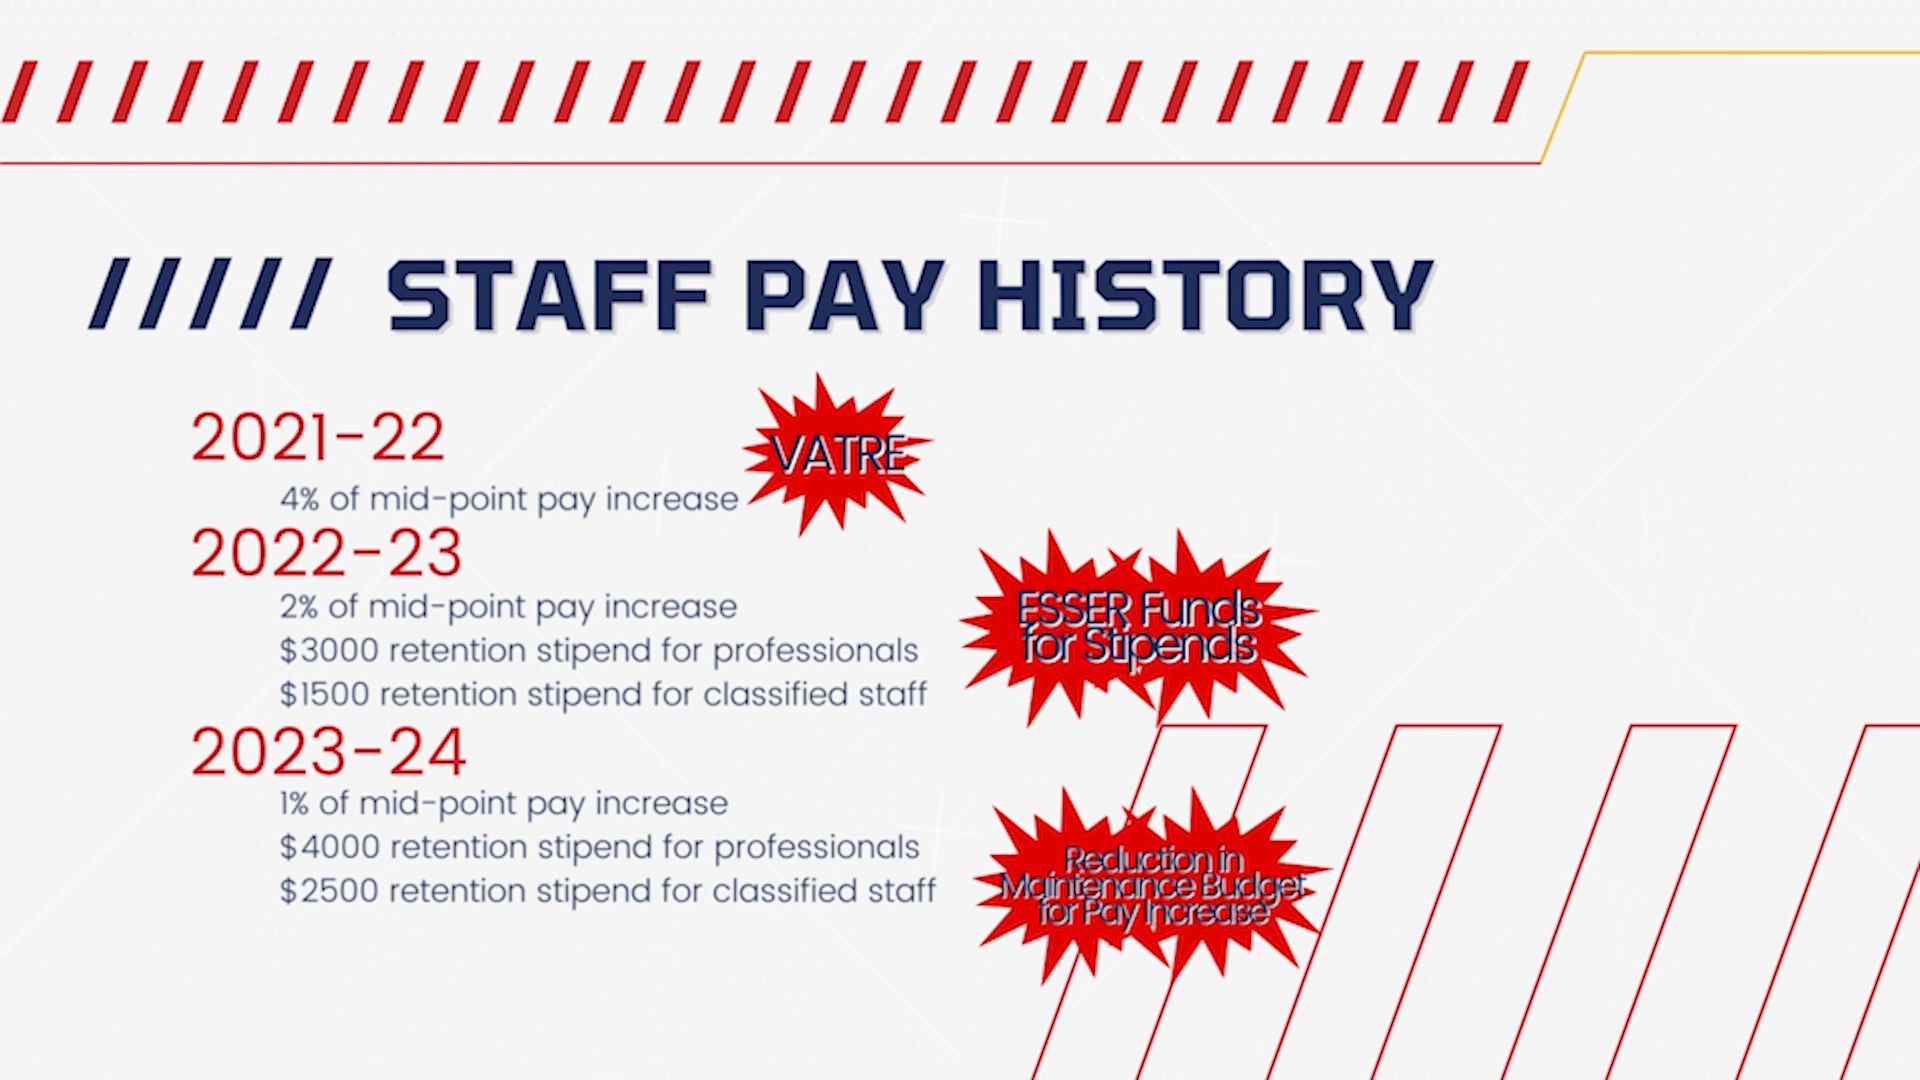 STAFF PAY HISTORY
2021-22
VATRE
4% of mid-point pay increase
2022-23
2% of mid-point pay increase
$3000 retention stipend for professionals
$1500 retention stipend for classified staff
ESSER Funds
for Stipends
2023-24
1% of mid-point pay increase
$4000 retention stipend for professionals
$2500 retention stipend for classified staff
Reduction in
Maintenance Budget
for Pay Increase